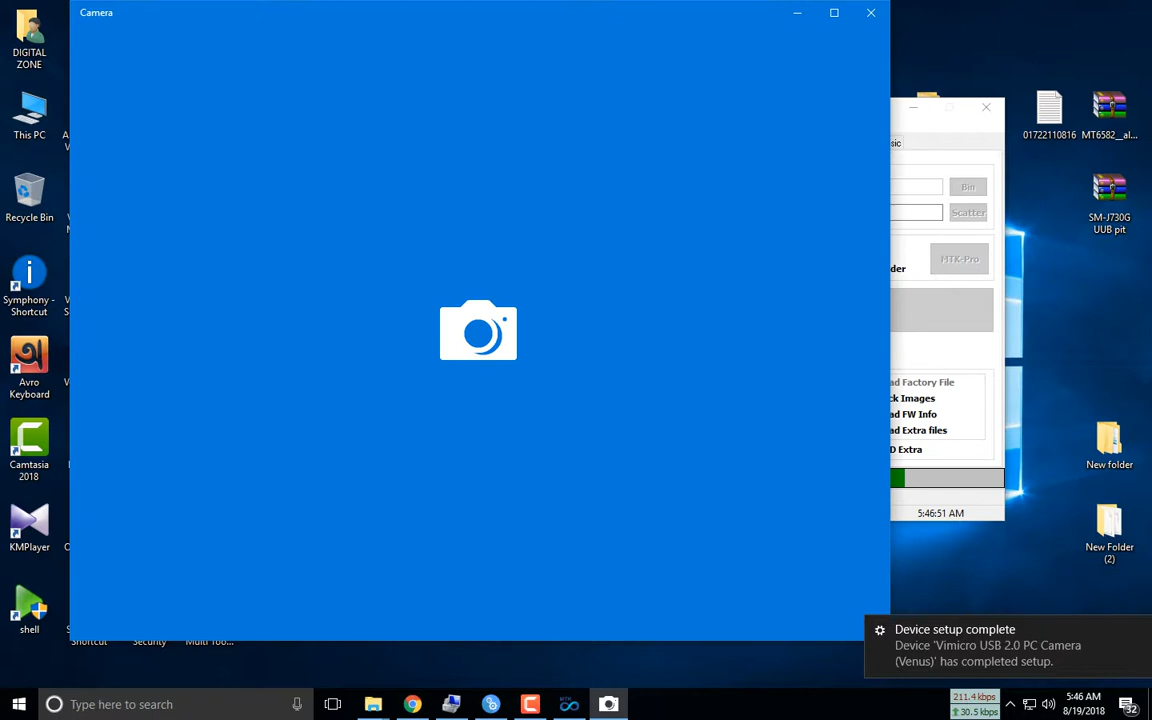 Camera
DIGITAL
ZONE
This PC
Recycle Bin
Symphony -
Shortcut
Avro
Keyboard
Camtasia
2018
KMPlayer
shell
Shortcut
Security
Multi Too...
sic
Bin
Scatter
der
MTK-Pro
ad Factory File
ck Images
ad FW Info
ad Extra files
D Extra
5:46:51 AM
01722110816
MT6582__al...
SM-J730G
UUB pit
New folder
New Folder
(2)
Device setup complete
Device 'Vimicro USB 2.0 PC Camera
(Venus)' has completed setup.
Type here to search
MTK
211.4 kbps
30.5 kbps
5:46 AM
8/19/2018
32